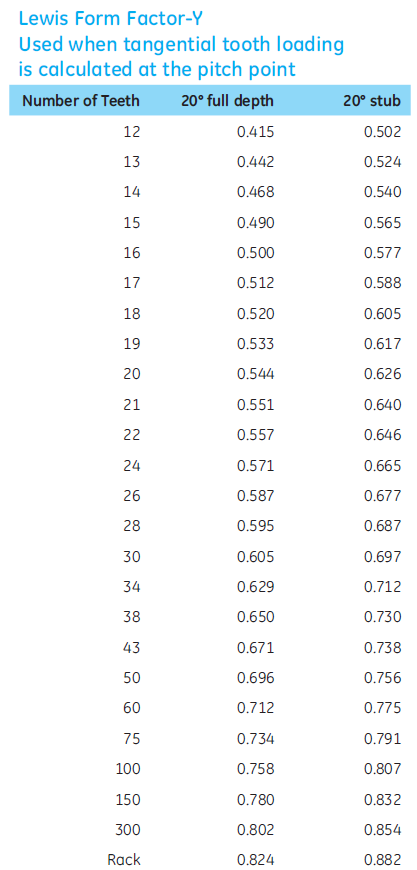 Lewis Form Factor-Y
Used when tangential tooth loading
is calculated at the pitch point
Number of Teeth 20° full depth 20° stub
12 0.415 0.502
13 0.442 0.524
14 0.468 0.540
15 0.490 0.565
16 0.500 0.577
17 0.512 0.588
18 0.520 0.605
19 0.533 0.617
20 0.544 0.626
21 0.551 0.640
22 0.557 0.646
24 0.571 0.665
26 0.587 0.677
28 0.595 0.687
30 0.605 0.697
34 0.629 0.712
38 0.650 0.730
43 0.671 0.738
50 0.696 0.756
60 0.712 0.775
75 0.734 0.791
100 0.758 0.807
150 0.780 0.832
300 0.802 0.854
Rack 0.824 0.882